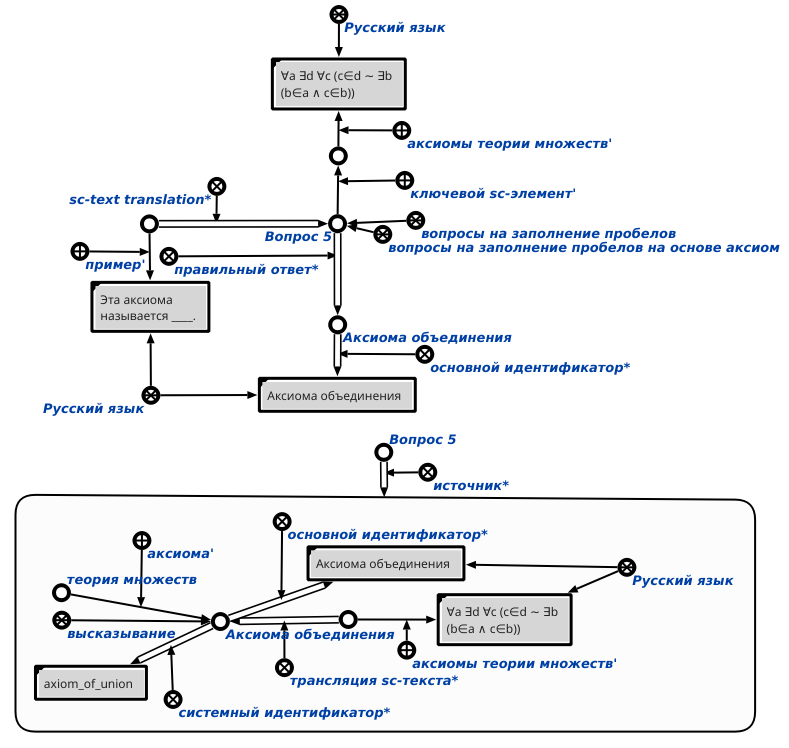 Русский язык
∀a ∃d ∀c (c∈d ~ ∃b
(b∈a ∧ c∈b))
аксиомы теории множеств'
ключевой sc-элемент'
sc-text translation*
Вопрос 5
вопросы на заполнение пробелов
вопросы на заполнение пробелов на основе аксиом
пример'
правильный ответ*
Эта аксиома
называется ____.
Аксиома объединения
основной идентификатор*
Аксиома объединения
Русский язык
Вопрос 5
источник*
основной идентификатор*
аксиома'
Аксиома объединения
теория множеств
Русский язык
∀a ∃d ∀c (c∈d ~ ∃b
(b∈a ∧ c∈b))
высказывание
Аксиома объединения
аксиомы теории множеств'
трансляция sc-текста*
axiom_of_union
системный идентификатор*